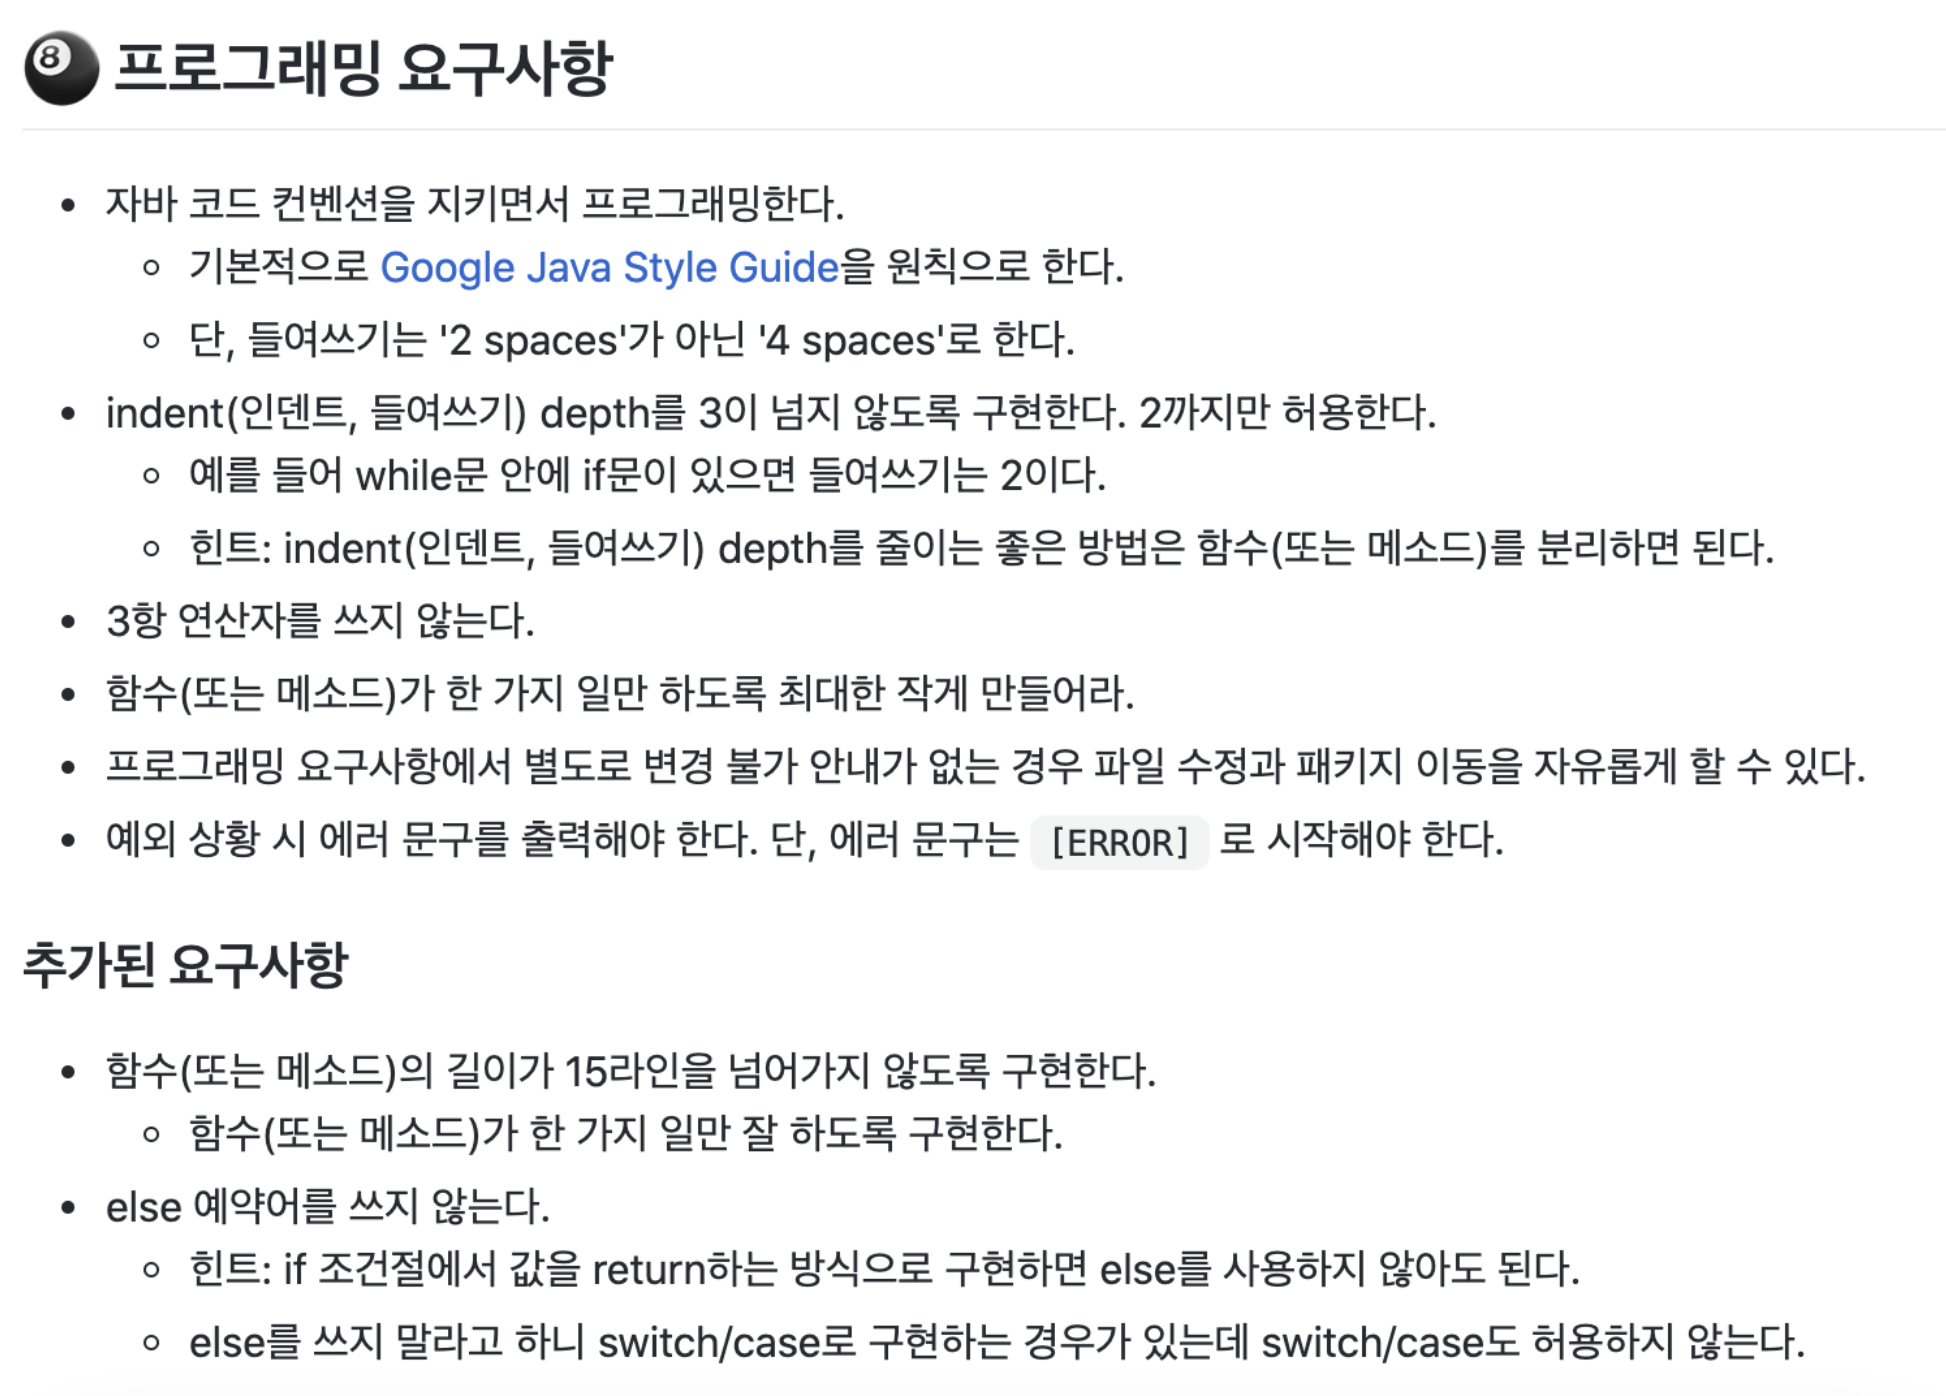 8 프로그래밍 요구사항
자바 코드 컨벤션을 지키면서 프로그래밍한다.
기본적으로 Google Java Style Guide을 원칙으로 한다.
단, 들여쓰기는 '2 spaces'가 아닌 '4 spaces'로 한다.
indent(인덴트, 들여쓰기) depth를 3이 넘지 않도록 구현한다. 2까지만 허용한다.
예를 들어 while문 안에 if문이 있으면 들여쓰기는 2이다.
힌트: indent(인덴트, 들여쓰기) depth를 줄이는 좋은 방법은 함수(또는 메소드)를 분리하면 된다.
3항 연산자를 쓰지 않는다.
함수(또는 메소드)가 한 가지 일만 하도록 최대한 작게 만들어라.
프로그래밍 요구사항에서 별도로 변경 불가 안내가 없는 경우 파일 수정과 패키지 이동을 자유롭게 할 수 있다.
예외 상황 시 에러 문구를 출력해야 한다. 단, 에러 문구는 [ERROR] 로 시작해야 한다.
추가된 요구사항
함수(또는 메소드)의 길이가 15라인을 넘어가지 않도록 구현한다.
함수(또는 메소드)가 한 가지 일만 잘 하도록 구현한다.
else 예약어를 쓰지 않는다.
힌트: if 조건절에서 값을 return하는 방식으로 구현하면 else를 사용하지 않아도 된다.
else를 쓰지 말라고 하니 switch/case로 구현하는 경우가 있는데 switch/case도 허용하지 않는다.